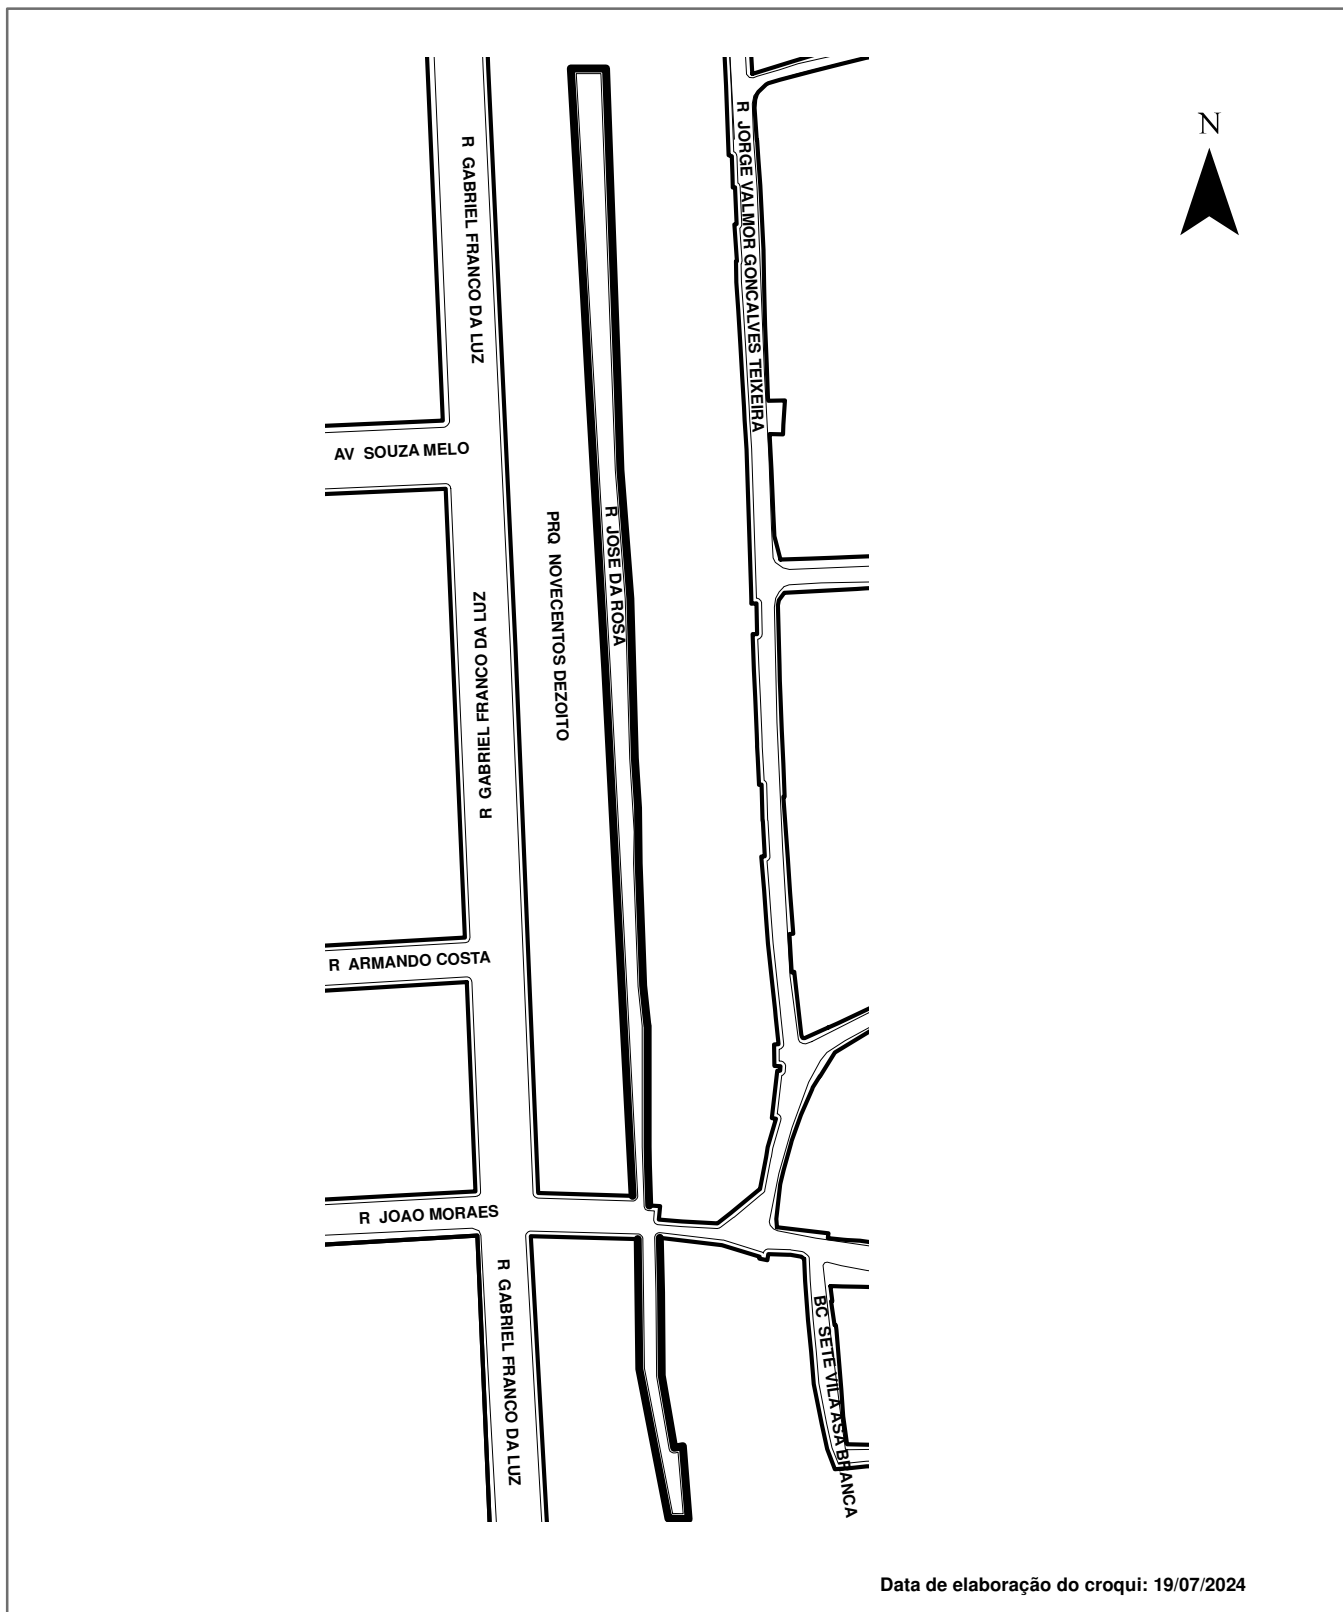 N
R JORGE VALMOR GONCALVES TEIXEIRA
R GABRIEL FRANCO DA LUZ
AV SOUZA MELO
R JOSE DA ROSA
PRQ NOVECENTOS DEZOITO
R GABRIEL FRANCO DA LUZ
R ARMANDO COSTA
R JOAO MORAES
R GABRIEL FRANCO DA LUZ
BC SETE VILA ASA BRANCA
Data de elaboração do croqui: 19/07/2024